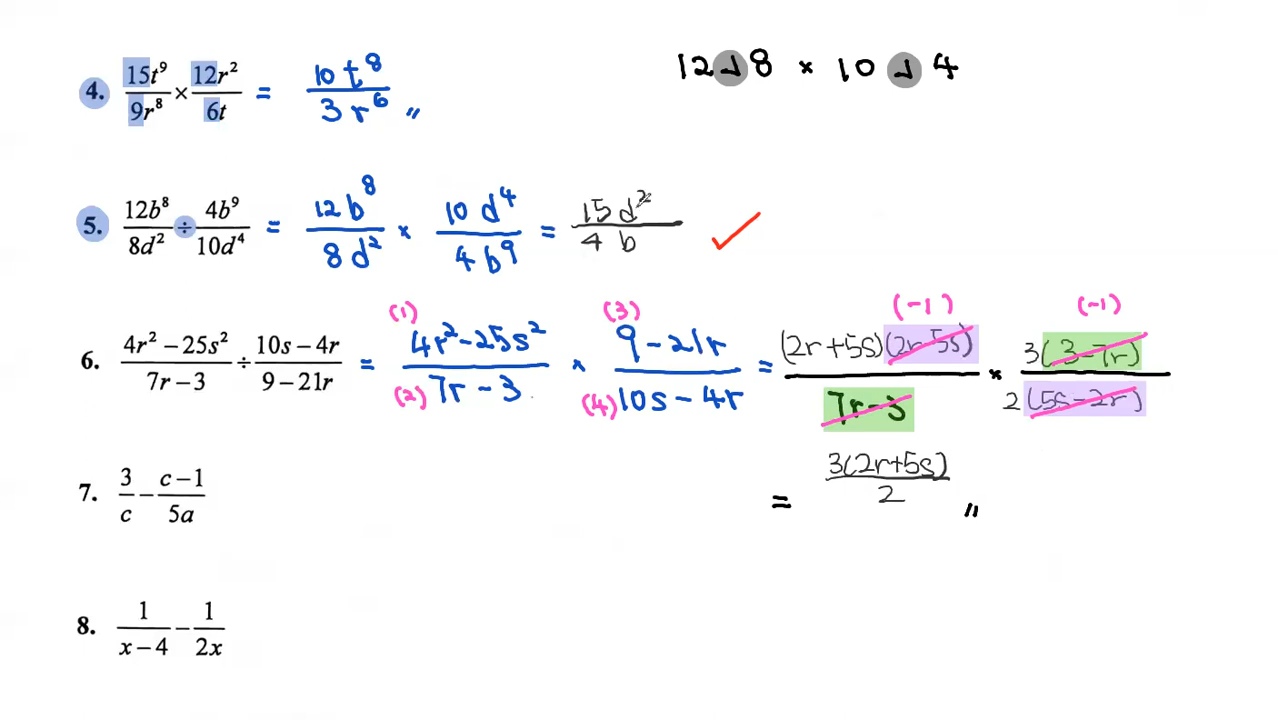 4. 15t⁹/9r⁸ × 12r²/6t = 10t⁸/3r⁶ 〃
12 ÷ 8 × 10 ÷ 4
5. 12b⁸/8d² ÷ 4b⁹/10d⁴ = 12b⁸/8d² × 10d⁴/4b⁹ = 15d²/4b ✓
(1) (3) (-1) (-1)
6. 4r² − 25s²/7r − 3 ÷ 10s − 4r/9 − 21r = 4r² − 25s²/(2) 7r − 3 × 9 − 21r/(4) 10s − 4r = (2r+5s)(2r-5s)/7r−3 × 3(3−7r)/2(5s−2r)
= 3(2r+5s)/2 〃
7. 3/c − c − 1/5a
8. 1/x − 4 − 1/2x